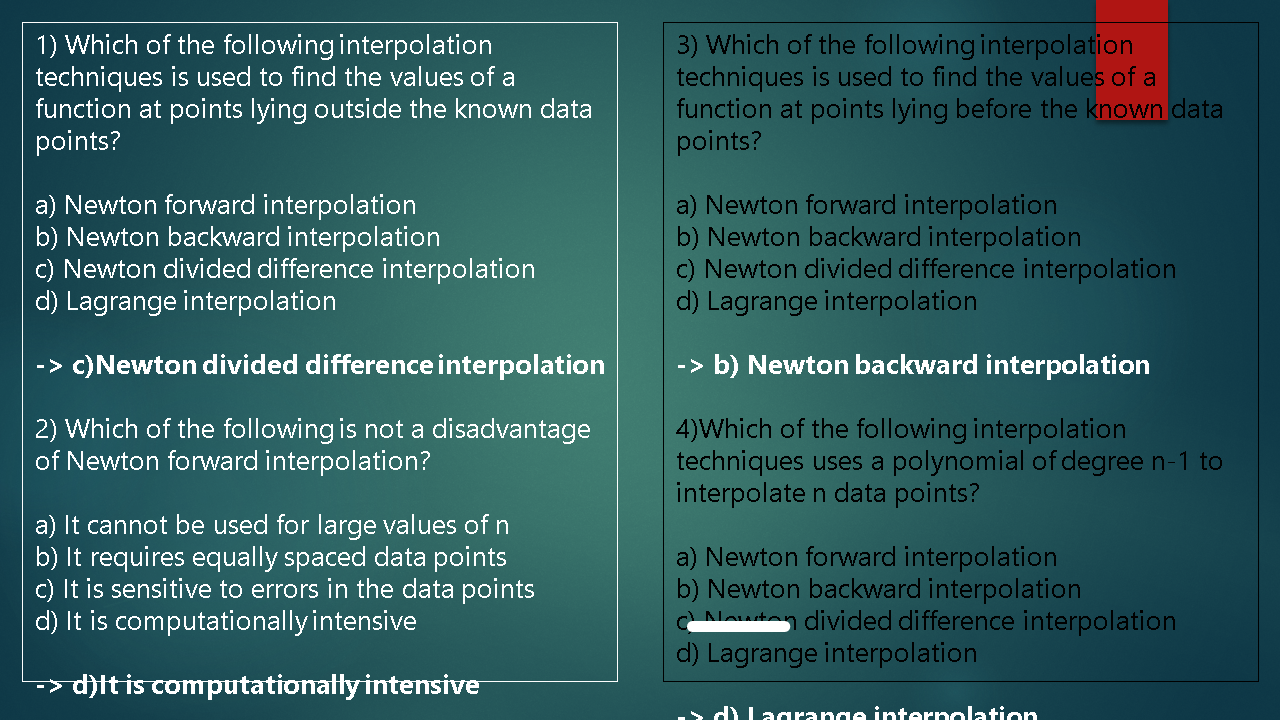 1) Which of the following interpolation
techniques is used to find the values of a
function at points lying outside the known data
points?
a) Newton forward interpolation
b) Newton backward interpolation
c) Newton divided difference interpolation
d) Lagrange interpolation
-> c)Newton divided difference interpolation
2) Which of the following is not a disadvantage
of Newton forward interpolation?
a) It cannot be used for large values of n
b) It requires equally spaced data points
c) It is sensitive to errors in the data points
d) It is computationally intensive
-> d)It is computationally intensive
3) Which of the following interpolation
techniques is used to find the values of a
function at points lying before the known data
points?
a) Newton forward interpolation
b) Newton backward interpolation
c) Newton divided difference interpolation
d) Lagrange interpolation
-> b) Newton backward interpolation
4)Which of the following interpolation
techniques uses a polynomial of degree n-1 to
interpolate n data points?
a) Newton forward interpolation
b) Newton backward interpolation
c) Newton divided difference interpolation
d) Lagrange interpolation
-> d) Lagrange interpolation